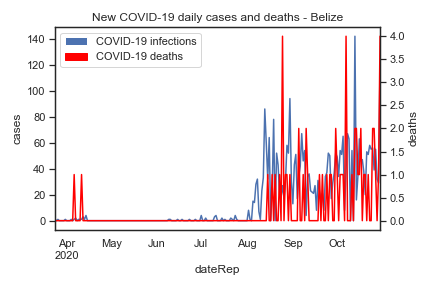 New COVID-19 daily cases and deaths - Belize
COVID-19 infections
COVID-19 deaths
140
120
100
80
60
40
20
0
cases
4.0
3.5
3.0
2.5
2.0
1.5
1.0
0.5
0.0
deaths
Apr May Jun Jul Aug Sep Oct
2020
dateRep